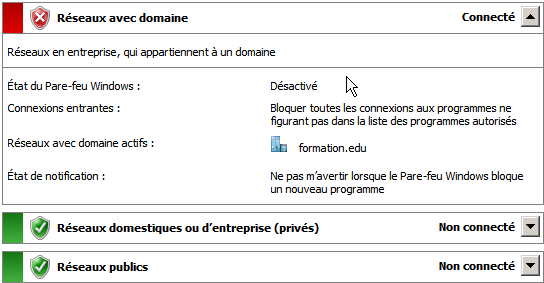 Réseaux avec domaine Connecté
Réseaux en entreprise, qui appartiennent à un domaine
État du Pare-feu Windows : Désactivé
Connexions entrantes : Bloquer toutes les connexions aux programmes ne
figurant pas dans la liste des programmes autorisés
Réseaux avec domaine actifs : formation.edu
État de notification : Ne pas m’avertir lorsque le Pare-feu Windows bloque
un nouveau programme
Réseaux domestiques ou d’entreprise (privés) Non connecté
Réseaux publics Non connecté